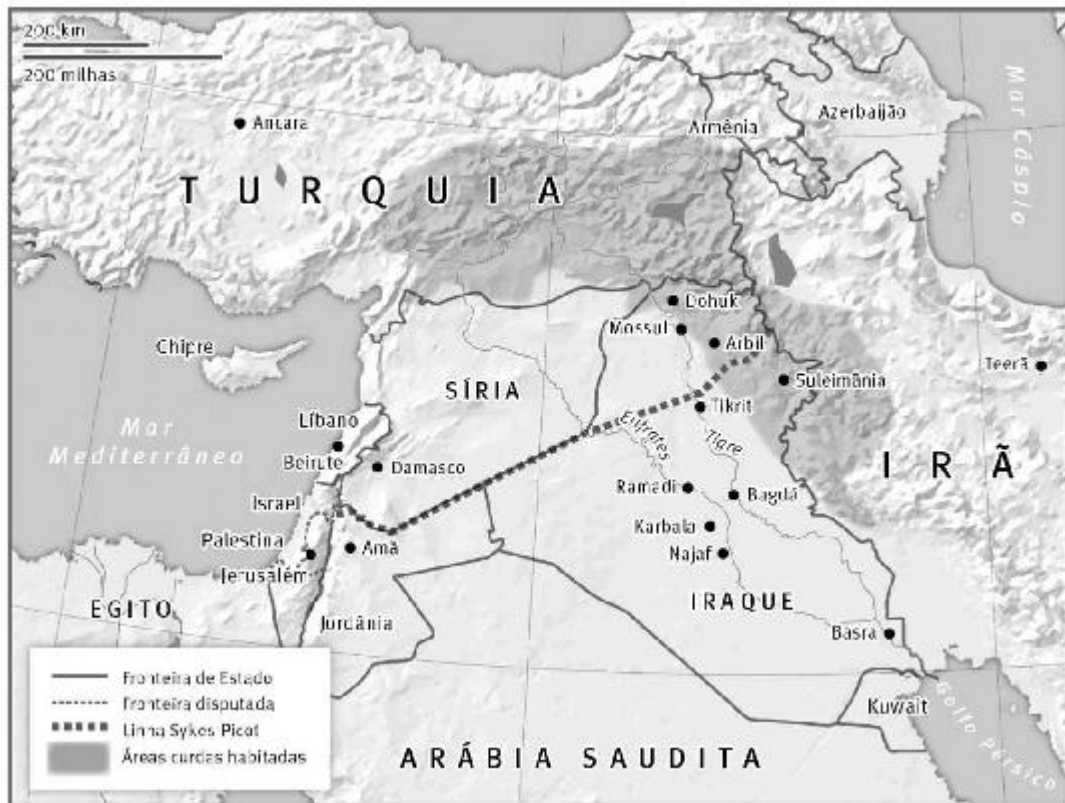 200 km
200 milhas
Ancara
TURQUIA
Armênia
Azerbaijão
Mar Cáspio
Dohuk
Mossul
Arbil
Suleimânia
Teerã
Chipre
SÍRIA
Tikrit
Eufrates
Tigre
Líbano
Mar
Mediterrâneo
Beirute
Damasco
IRÃ
Israel
Ramadi
Bagdá
Palestina
Amã
Karbala
Jerusalém
Najaf
EGITO
Jordânia
IRAQUE
Basra
Kuwait
Golfo Pérsico
ARÁBIA SAUDITA
Fronteira de Estado
Fronteira disputada
Linha Sykes Picot
Áreas curdas habitadas